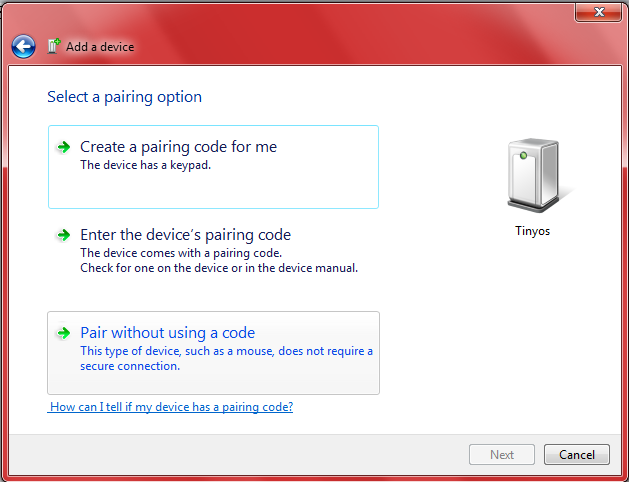 Add a device
Select a pairing option
Create a pairing code for me
The device has a keypad.
Enter the device's pairing code
The device comes with a pairing code.
Check for one on the device or in the device manual.
Tinyos
Pair without using a code
This type of device, such as a mouse, does not require a
secure connection.
How can I tell if my device has a pairing code?
Next
Cancel